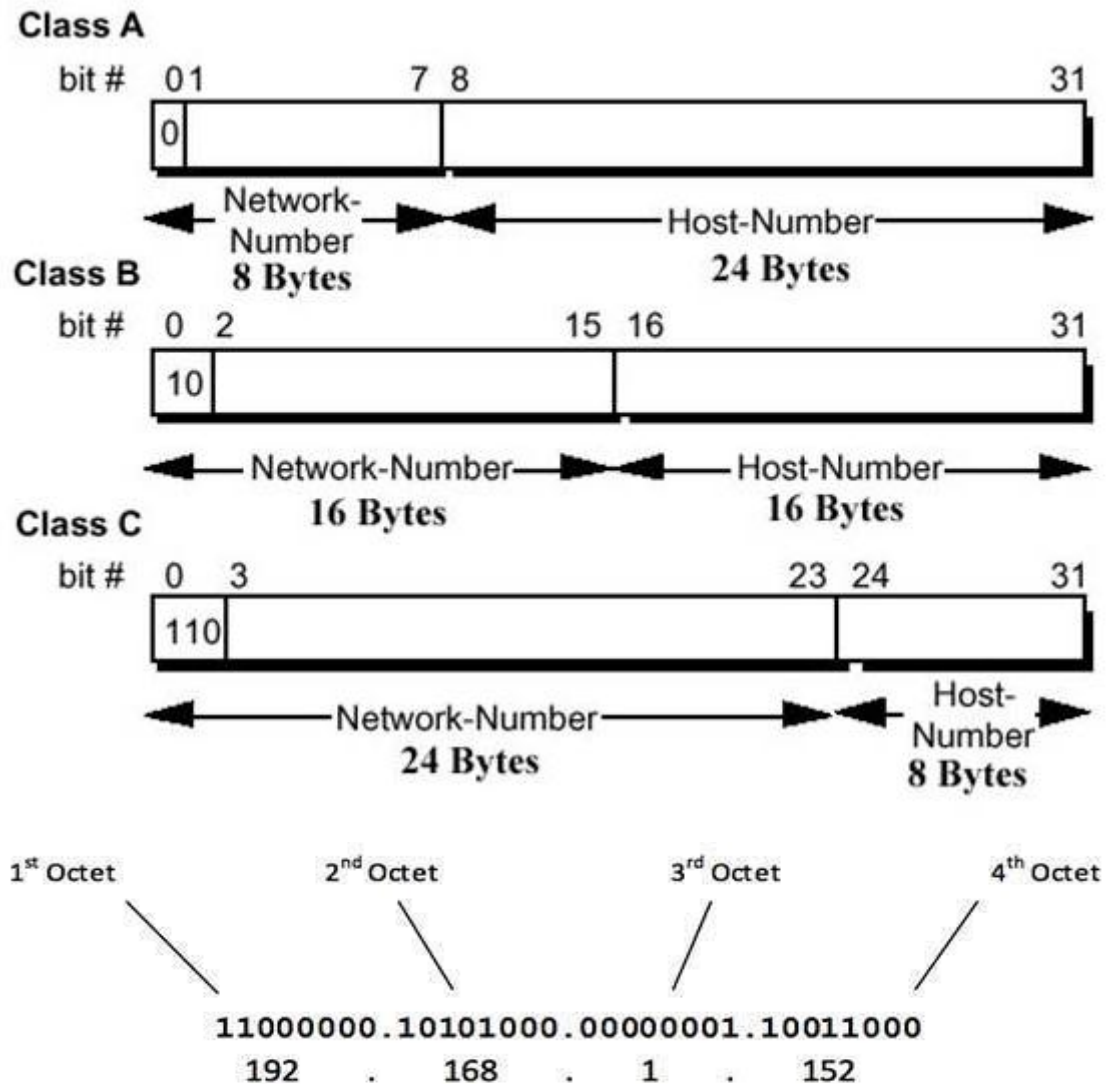 Class A
bit # 01 7 8 31
0
Network-
Number
8 Bytes
Host-Number
24 Bytes
Class B
bit # 0 2 15 16 31
10
Network-Number
16 Bytes
Host-Number
16 Bytes
Class C
bit # 0 3 23 24 31
110
Network-Number
24 Bytes
Host-
Number
8 Bytes
1st Octet 2nd Octet 3rd Octet 4th Octet
11000000.10101000.00000001.10011000
192 . 168 . 1 . 152